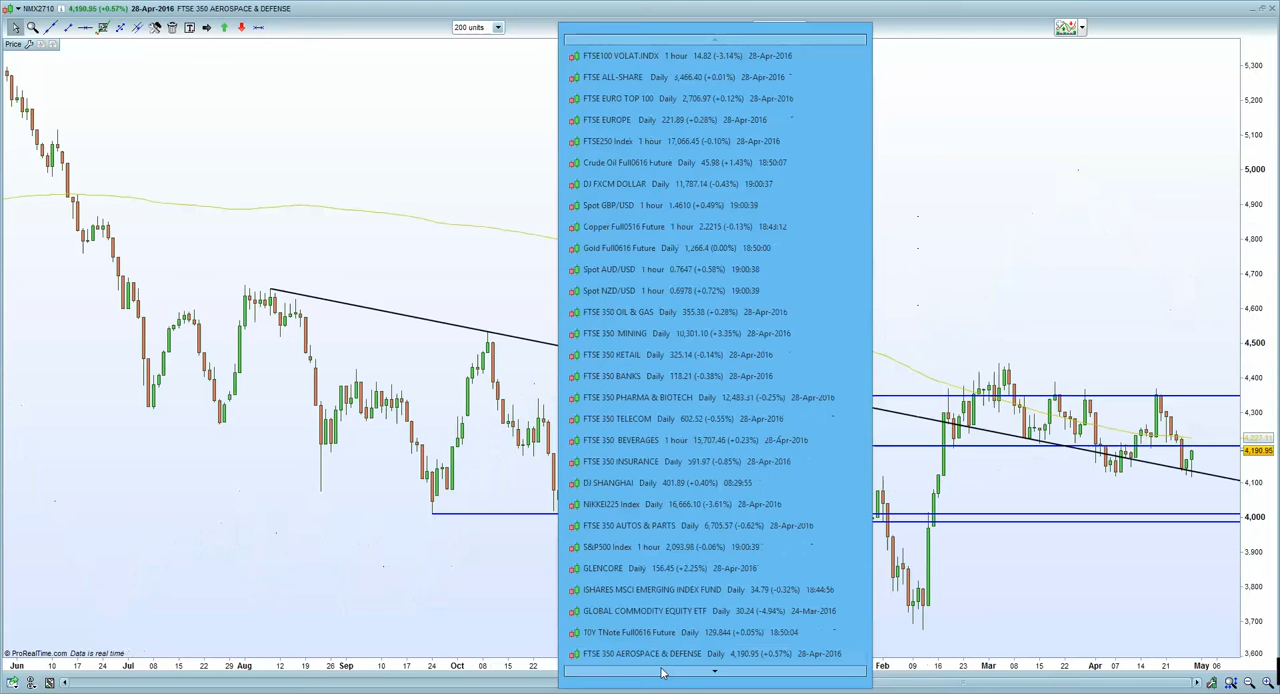 NMX2710 4,190.95 (+0.57%) 28-Apr-2016 FTSE 350 AEROSPACE & DEFENSE
200 units
Price
FTSE100 VOLAT.INDX 1 hour 14.82 (-3.14%) 28-Apr-2016
FTSE ALL-SHARE Daily 3,466.40 (+0.01%) 28-Apr-2016
FTSE EURO TOP 100 Daily 2,706.97 (+0.12%) 28-Apr-2016
FTSE EUROPE Daily 221.89 (+0.28%) 28-Apr-2016
FTSE250 Index 1 hour 17,066.45 (-0.10%) 28-Apr-2016
Crude Oil Full0616 Future Daily 45.98 (+1.43%) 18:50:07
DJ FXCM DOLLAR Daily 11,787.14 (-0.43%) 19:00:37
Spot GBP/USD 1 hour 1.4610 (+0.49%) 19:00:39
Copper Full0516 Future 1 hour 2.2215 (-0.13%) 18:43:12
Gold Full0616 Future Daily 1,266.4 (0.00%) 18:50:00
Spot AUD/USD 1 hour 0.7647 (+0.58%) 19:00:38
Spot NZD/USD 1 hour 0.6978 (+0.72%) 19:00:39
FTSE 350 OIL & GAS Daily 355.38 (+0.28%) 28-Apr-2016
FTSE 350 MINING Daily 10,301.10 (+3.35%) 28-Apr-2016
FTSE 350 RETAIL Daily 325.14 (-0.14%) 28-Apr-2016
FTSE 350 BANKS Daily 118.21 (-0.38%) 28-Apr-2016
FTSE 350 PHARMA & BIOTECH Daily 12,483.31 (-0.25%) 28-Apr-2016
FTSE 350 TELECOM Daily 602.52 (-0.55%) 28-Apr-2016
FTSE 350 BEVERAGES 1 hour 15,707.46 (+0.23%) 28-Apr-2016
FTSE 350 INSURANCE Daily 591.97 (-0.85%) 28-Apr-2016
DJ SHANGHAI Daily 401.89 (+0.40%) 08:29:55
NIKKEI225 Index Daily 16,666.10 (-3.61%) 28-Apr-2016
FTSE 350 AUTOS & PARTS Daily 6,705.57 (-0.62%) 28-Apr-2016
S&P500 Index 1 hour 2,093.98 (-0.06%) 19:00:39
GLENCORE Daily 156.45 (+2.25%) 28-Apr-2016
ISHARES MSCI EMERGING INDEX FUND Daily 34.79 (-0.32%) 18:44:56
GLOBAL COMMODITY EQUITY ETF Daily 30.24 (-4.94%) 24-Mar-2016
10Y TNote Full0616 Future Daily 129.844 (+0.05%) 18:50:04
FTSE 350 AEROSPACE & DEFENSE Daily 4,190.95 (+0.57%) 28-Apr-2016
5,300
5,200
5,100
5,000
4,900
4,800
4,700
4,600
4,500
4,400
4,300
4,190.95
4,100
4,000
3,900
3,800
3,700
3,600
© ProRealTime.com Data is real time
Jun 16 23 Jul 08 16 23 Aug 08 16 23 Sep 08 16 23 Oct 08 15 22 Feb 08 16 23 Mar 08 15 23 Apr 08 15 21 May 06